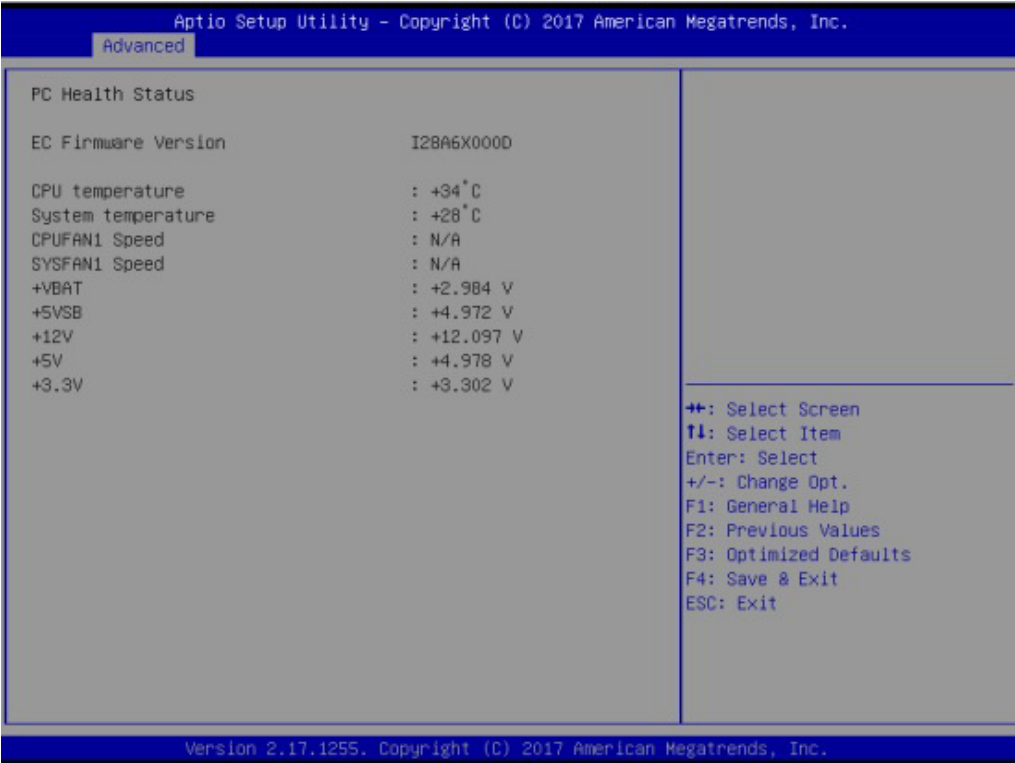 Aptio Setup Utility – Copyright (C) 2017 American Megatrends, Inc.
Advanced
PC Health Status
EC Firmware Version I28A6X000D
CPU temperature : +34°C
System temperature : +28°C
CPUFAN1 Speed : N/A
SYSFAN1 Speed : N/A
+VBAT : +2.984 V
+5VSB : +4.972 V
+12V : +12.097 V
+5V : +4.978 V
+3.3V : +3.302 V
→←: Select Screen
↑↓: Select Item
Enter: Select
+/-: Change Opt.
F1: General Help
F2: Previous Values
F3: Optimized Defaults
F4: Save & Exit
ESC: Exit
Version 2.17.1255. Copyright (C) 2017 American Megatrends, Inc.